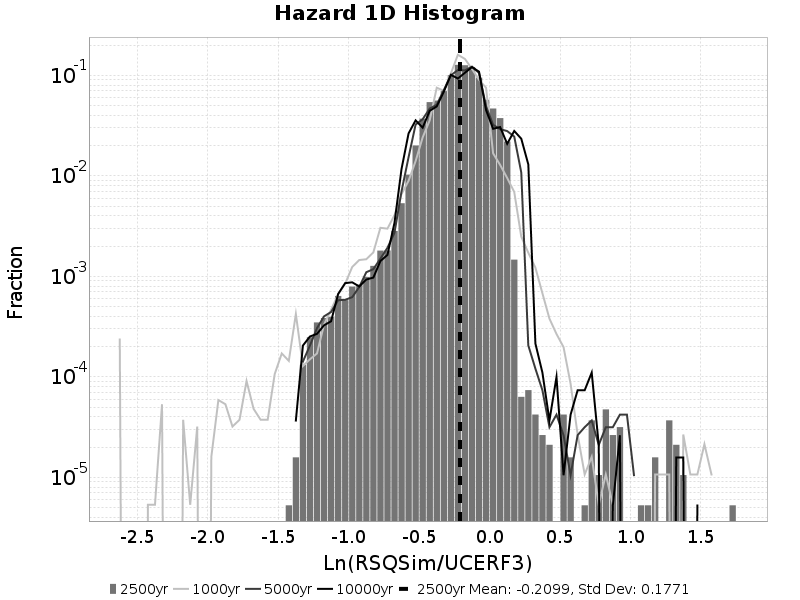 Hazard 1D Histogram
Fraction
10-1
10-2
10-3
10-4
10-5
-2.5 -2.0 -1.5 -1.0 -0.5 0.0 0.5 1.0 1.5
Ln(RSQSim/UCERF3)
2500yr 1000yr 5000yr 10000yr 2500yr Mean: -0.2099, Std Dev: 0.1771